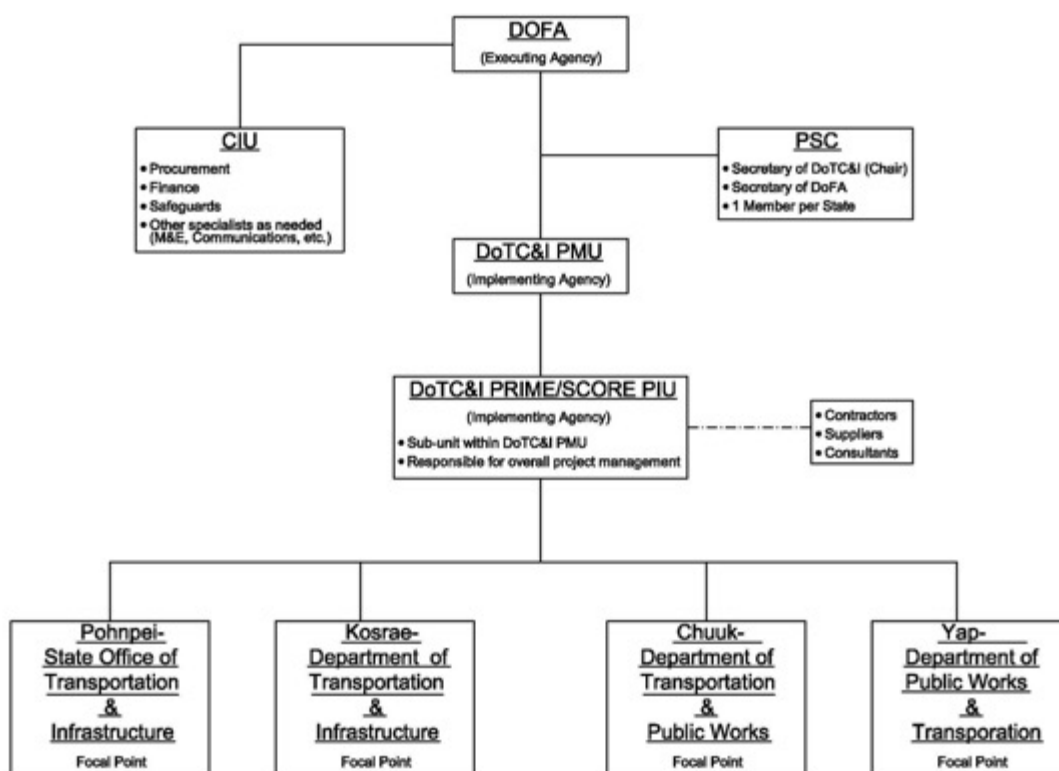 DOFA
(Executing Agency)
CIU
• Procurement
• Finance
• Safeguards
• Other specialists as needed
(M&E, Communications, etc.)
PSC
• Secretary of DoTC&I (Chair)
• Secretary of DoFA
• 1 Member per State
DoTC&I PMU
(Implementing Agency)
DoTC&I PRIME/SCORE PIU
(Implementing Agency)
• Sub-unit within DoTC&I PMU
• Responsible for overall project management
• Contractors
• Suppliers
• Consultants
Pohnpei-
State Office of
Transportation
&
Infrastructure
Focal Point
Kosrae-
Department of
Transportation
&
Infrastructure
Focal Point
Chuuk-
Department of
Transportation
&
Public Works
Focal Point
Yap-
Department of
Public Works
&
Transporation
Focal Point